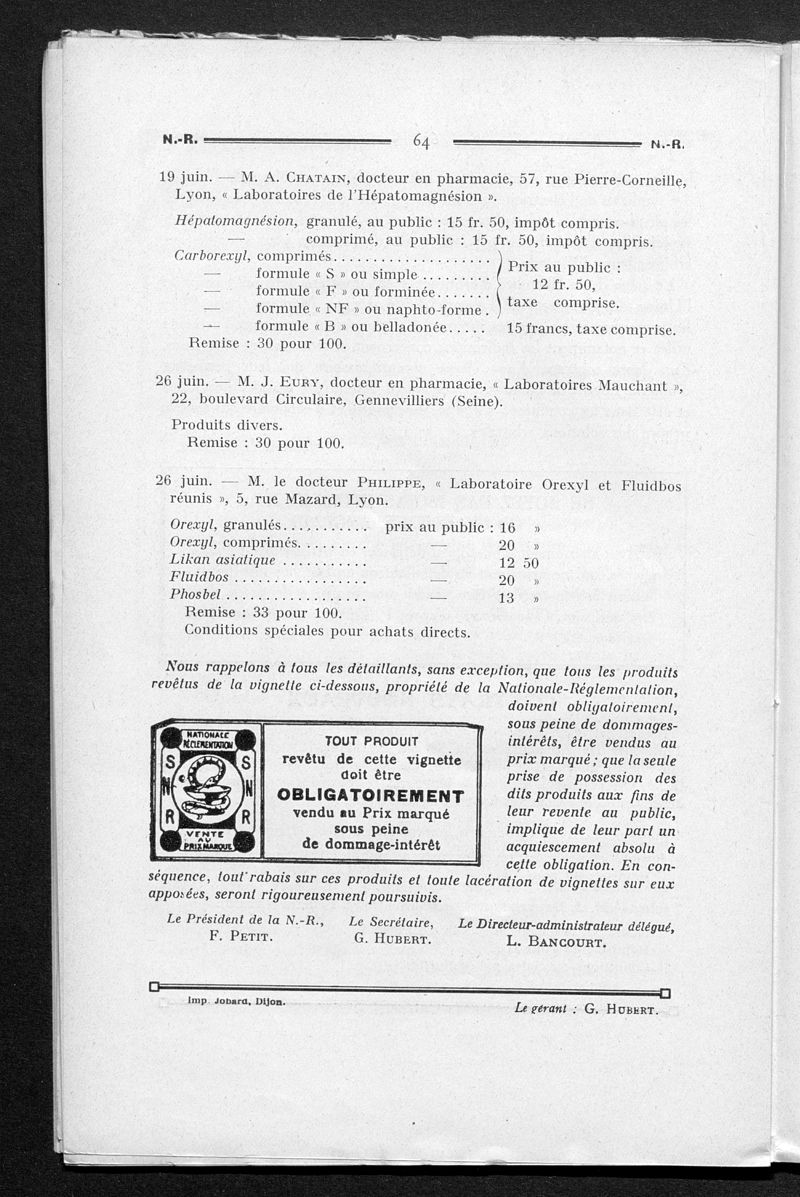 N.-R. 64 N.-R.
19 juin. — M. A. CHATAIN, docteur en pharmacie, 57, rue Pierre-Corneille,
Lyon, « Laboratoires de l'Hépatomagnésion ».
Hépatomagnésion, granulé, au public : 15 fr. 50, impôt compris.
— comprimé, au public : 15 fr. 50, impôt compris.
Carborexyl, comprimés....................
— formule « S » ou simple .........
— formule « F » ou forminée.......
— formule « NF » ou naphto-forme .
Prix au public :
12 fr. 50,
taxe comprise.
— formule « B » ou belladonée..... 15 francs, taxe comprise.
Remise : 30 pour 100.
26 juin. — M. J. EURY, docteur en pharmacie, « Laboratoires Mauchant »,
22, boulevard Circulaire, Gennevilliers (Seine).
Produits divers.
Remise : 30 pour 100.
26 juin. — M. le docteur PHILIPPE, « Laboratoire Orexyl et Fluidbos
réunis », 5, rue Mazard, Lyon.
Orexyl, granulés........... prix au public : 16 »
Orexyl, comprimés......... — 20 »
Likan asiatique ........... — 12 50
Fluidbos ................. — 20 »
Phosbel .................. — 13 »
Remise : 33 pour 100.
Conditions spéciales pour achats directs.
Nous rappelons à tous les détaillants, sans exception, que tous les produits
revêtus de la vignette ci-dessous, propriété de la Nationale-Réglementation,
doivent obligatoirement,
sous peine de dommages-
intérêts, être vendus au
prix marqué ; que la seule
prise de possession des
dits produits aux fins de
leur revente au public,
implique de leur part un
acquiescement absolu à
cette obligation. En con-
séquence, tout rabais sur ces produits et toute lacération de vignettes sur eux
apposées, seront rigoureusement poursuivis.
NATIONALE
RÉGLEMENTATION
S S
N N
R R
VENTE
AU
PRIX MARQUÉ
TOUT PRODUIT
revêtu de cette vignette
doit être
OBLIGATOIREMENT
vendu au Prix marqué
sous peine
de dommage-intérêt
Le Président de la N.-R., Le Secrétaire, Le Directeur-administrateur délégué,
F. PETIT. G. HUBERT. L. BANCOURT.
Imp. Jobard, Dijon.
Le gérant : G. HUBERT.